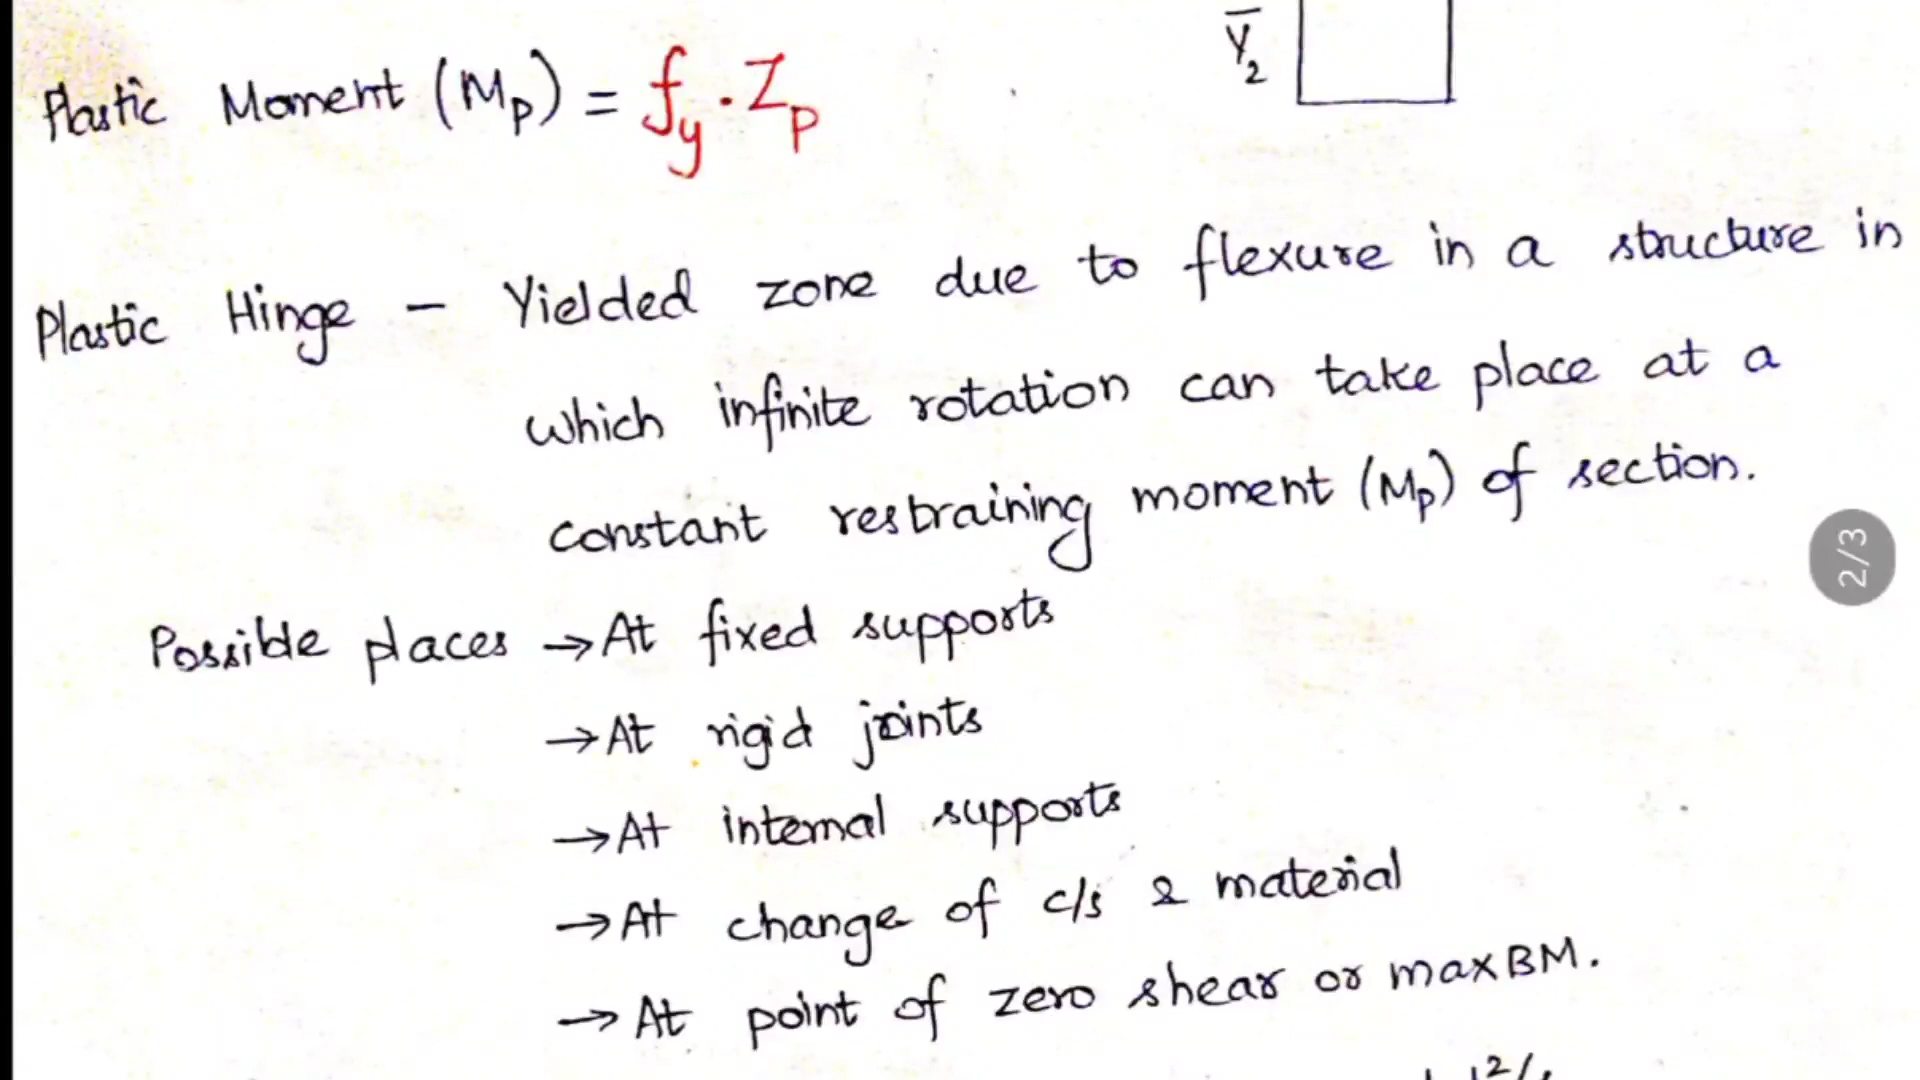 Plastic Moment (Mp) = fy . Zp
ȳ2
Plastic Hinge – Yielded zone due to flexure in a structure in
which infinite rotation can take place at a
constant restraining moment (Mp) of section.
2/3
Possible places → At fixed supports
→ At rigid joints
→ At internal supports
→ At change of c/s & material
→ At point of zero shear or max BM.